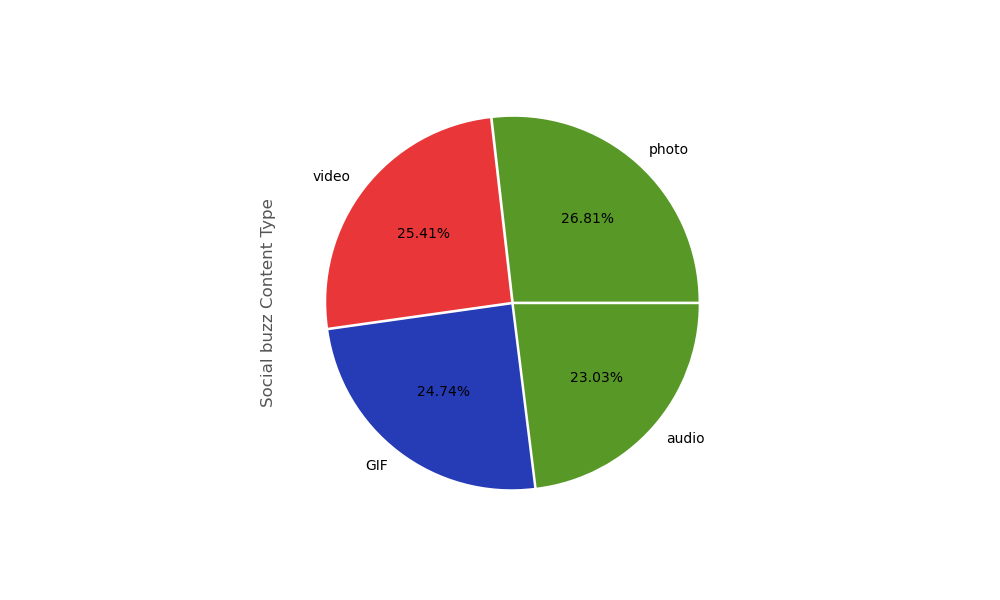 photo
26.81%
video
25.41%
Social buzz Content Type
24.74%
GIF
23.03%
audio